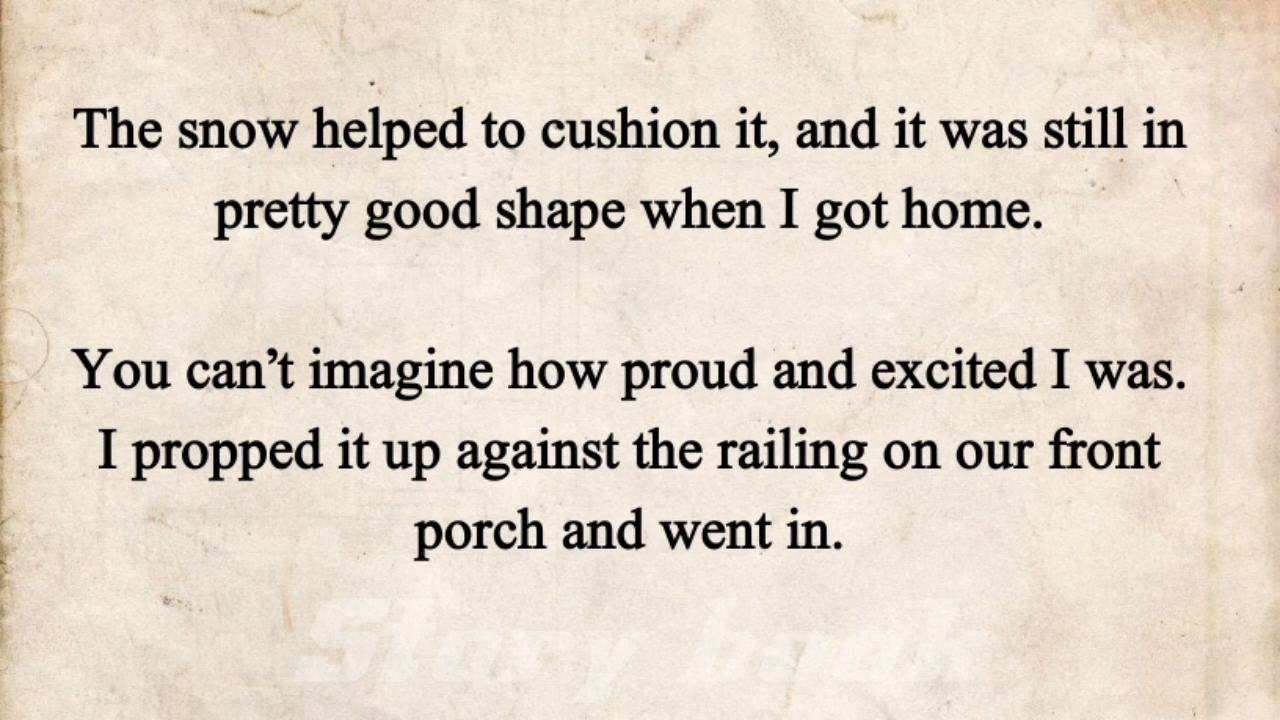 The snow helped to cushion it, and it was still in
pretty good shape when I got home.
You can’t imagine how proud and excited I was.
I propped it up against the railing on our front
porch and went in.
Story book